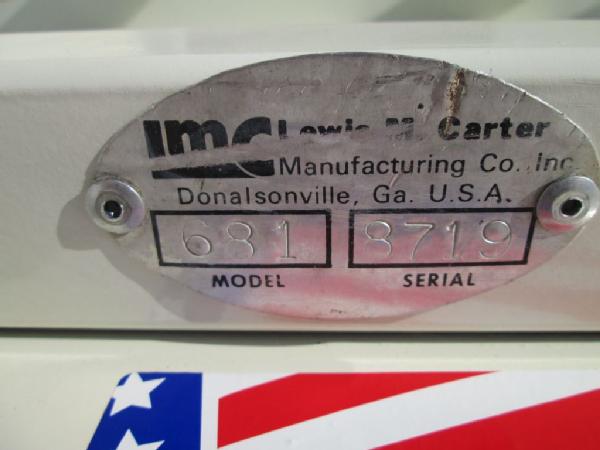 LMC Lewis M. Carter
Manufacturing Co. Inc
Donalsonville, Ga. U.S.A.
681 8719
MODEL SERIAL